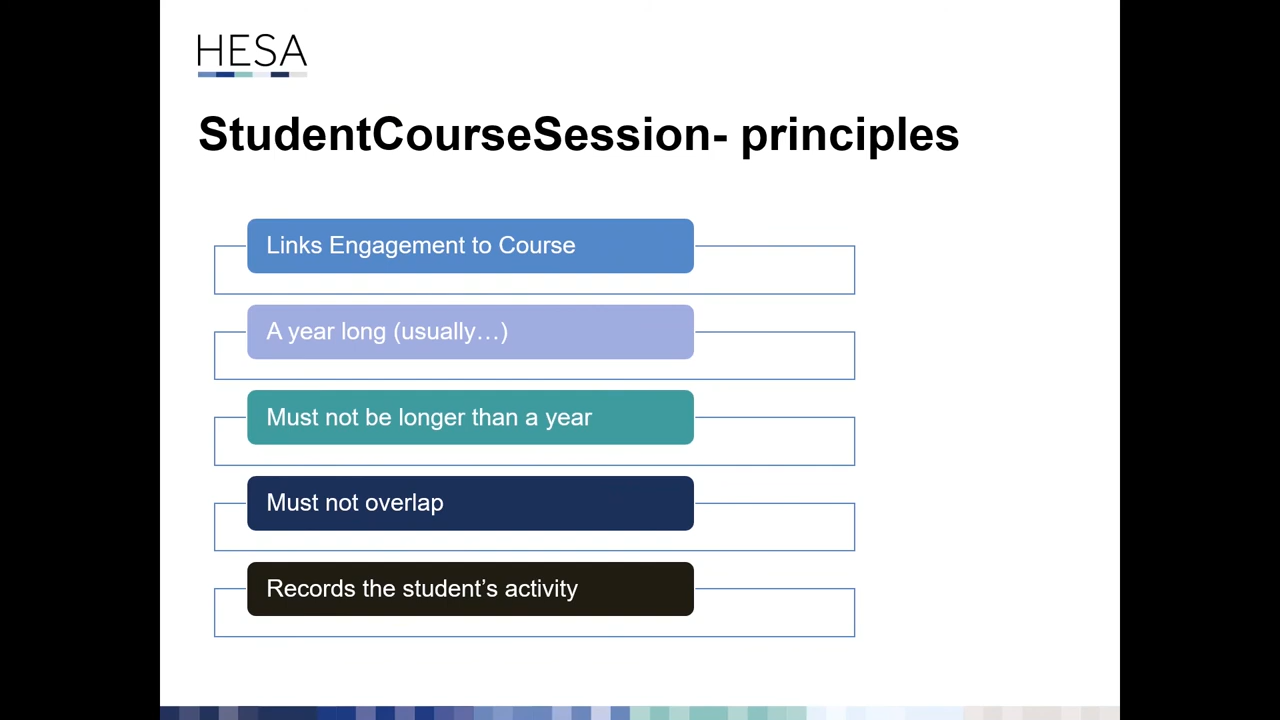 HESA
StudentCourseSession- principles
Links Engagement to Course
A year long (usually…)
Must not be longer than a year
Must not overlap
Records the student’s activity